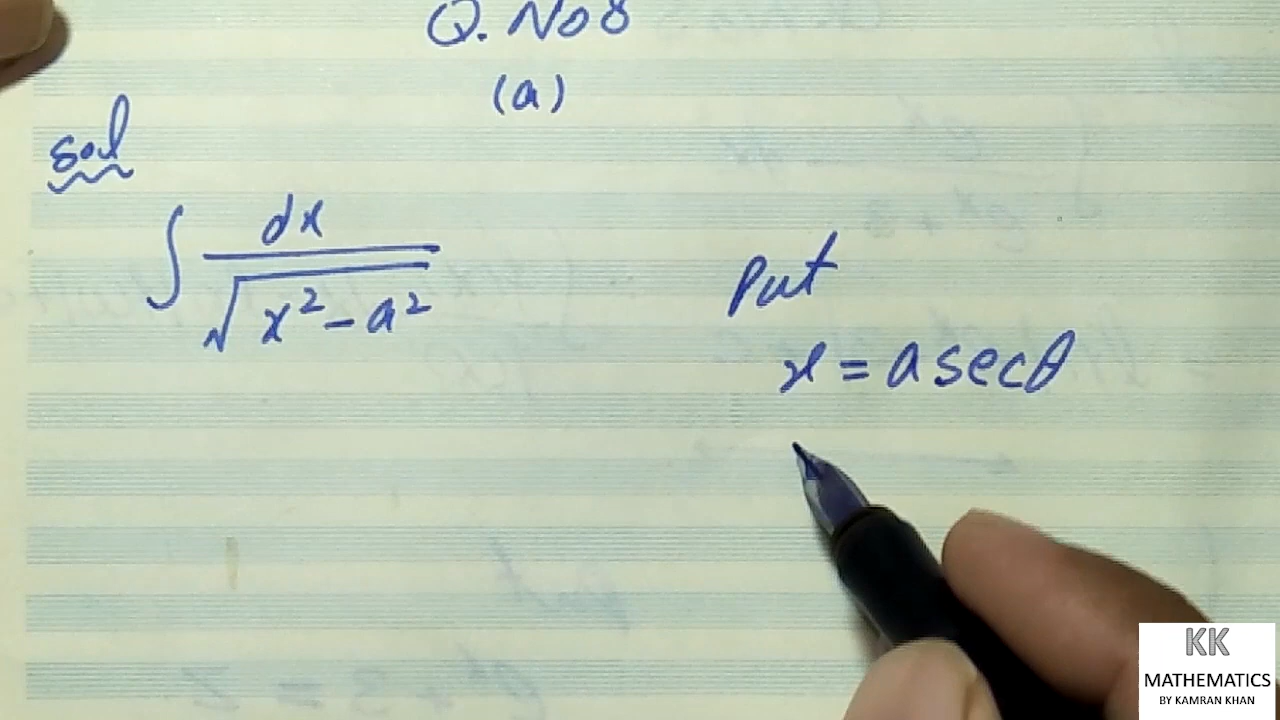 Q. No 8
(a)
Sol
∫ dx / √(x² - a²)
Put
x = a secθ
KK
MATHEMATICS
BY KAMRAN KHAN